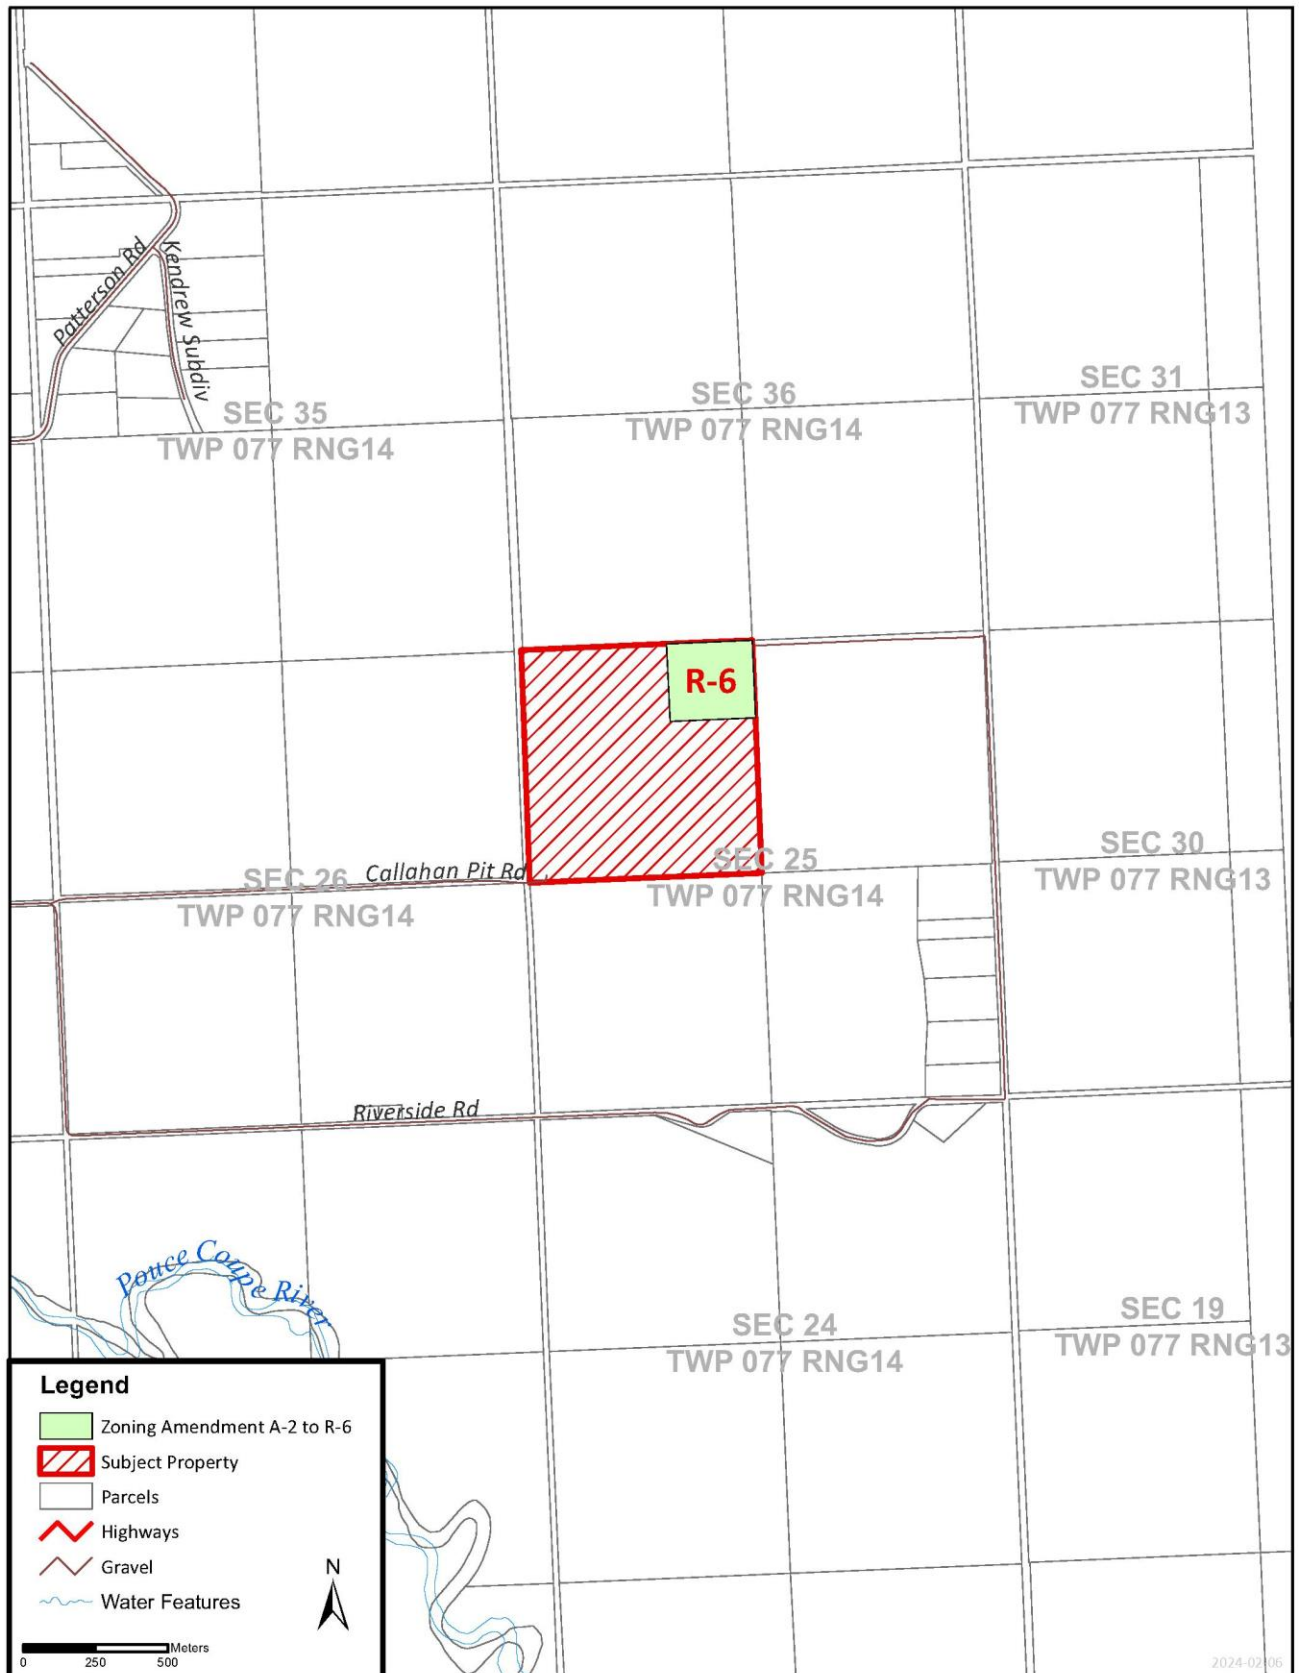 Patterson Rd
Kendrew Subdiv
SEC 35
TWP 077 RNG14
SEC 36
TWP 077 RNG14
SEC 31
TWP 077 RNG13
R-6
Callahan Pit Rd
SEC 26
TWP 077 RNG14
SEC 25
TWP 077 RNG14
SEC 30
TWP 077 RNG13
Riverside Rd
Pouce Coupe River
SEC 24
TWP 077 RNG14
SEC 19
TWP 077 RNG13
Legend
Zoning Amendment A-2 to R-6
Subject Property
Parcels
Highways
Gravel
Water Features
N
Meters
0 250 500
2024-02-06